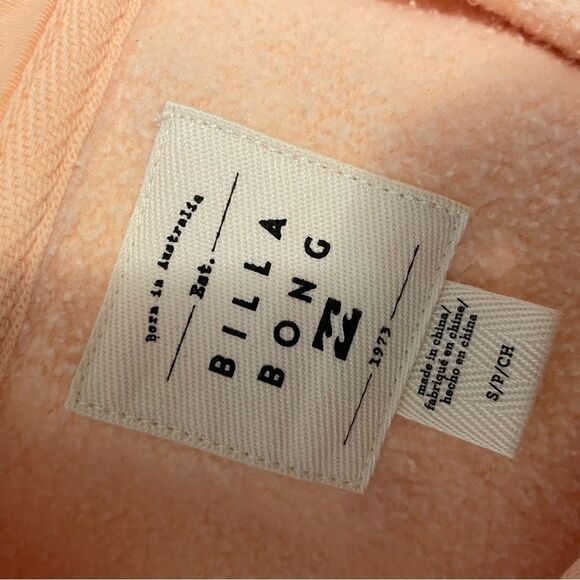 Born in Australia
Est.
BILLA
BONG
1973
made in china/
fabriqué en chine/
hecho en china
S/P/CH